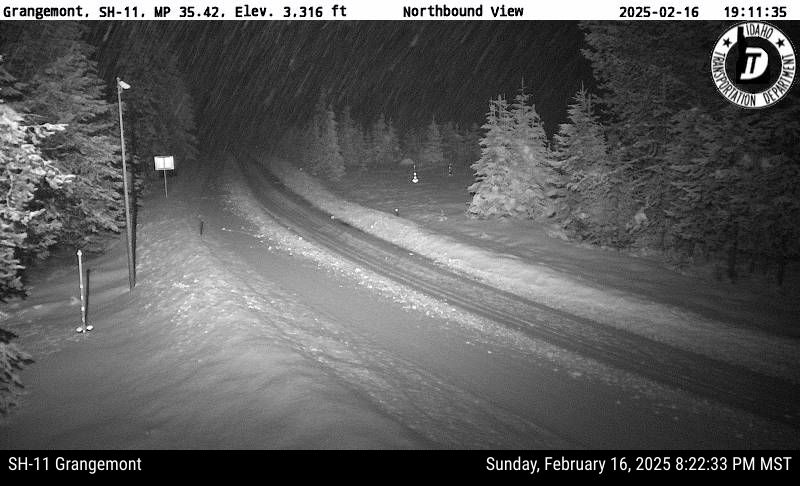 Grangemont, SH-11, MP 35.42, Elev. 3,316 ft Northbound View 2025-02-16 19:11:35
IDAHO
TRANSPORTATION DEPARTMENT
SH-11 Grangemont Sunday, February 16, 2025 8:22:33 PM MST